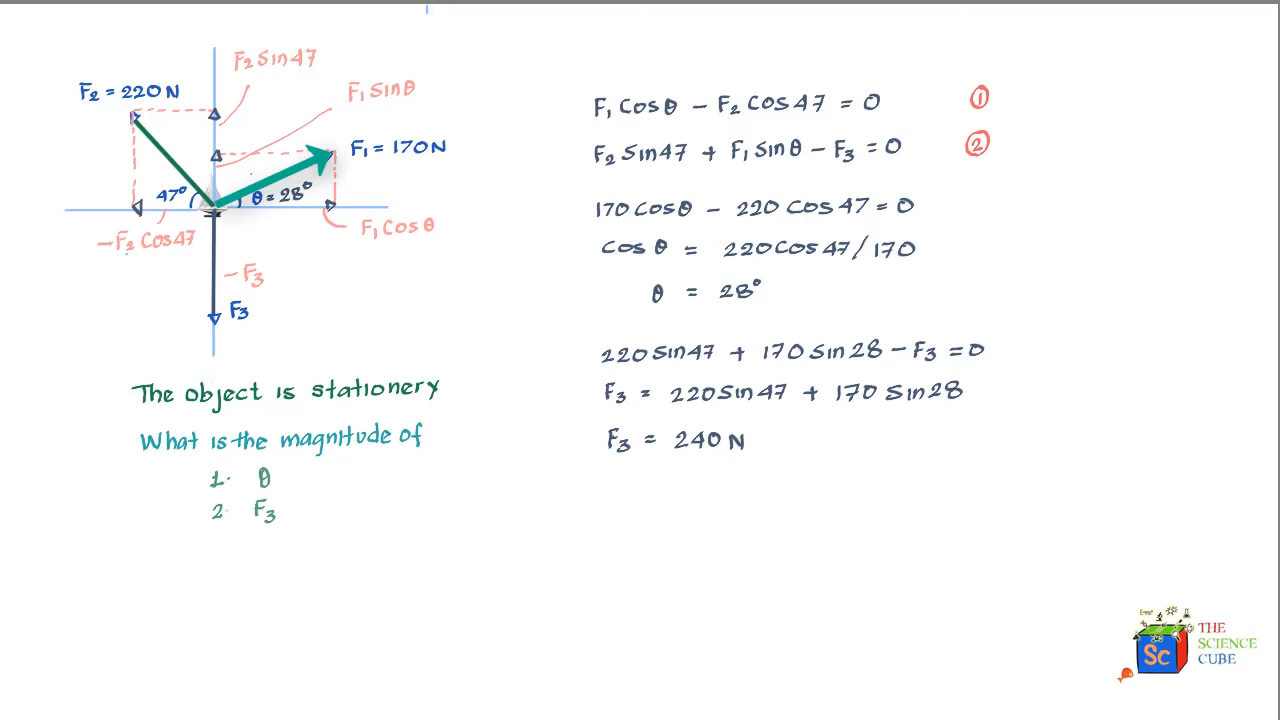 F₂ Sin 47
F₂ = 220 N
F₁ Sin θ
F₁ = 170 N
47°
θ = 28°
F₁ Cos θ
– F₂ Cos 47
– F₃
F₃
The object is stationery
What is the magnitude of
1. θ
2. F₃
F₁ Cos θ – F₂ Cos 47 = 0 ①
F₂ Sin 47 + F₁ Sin θ – F₃ = 0 ②
170 Cos θ – 220 Cos 47 = 0
Cos θ = 220 Cos 47 / 170
θ = 28°
220 Sin 47 + 170 Sin 28 – F₃ = 0
F₃ = 220 Sin 47 + 170 Sin 28
F₃ = 240 N
Sc
THE
SCIENCE
CUBE